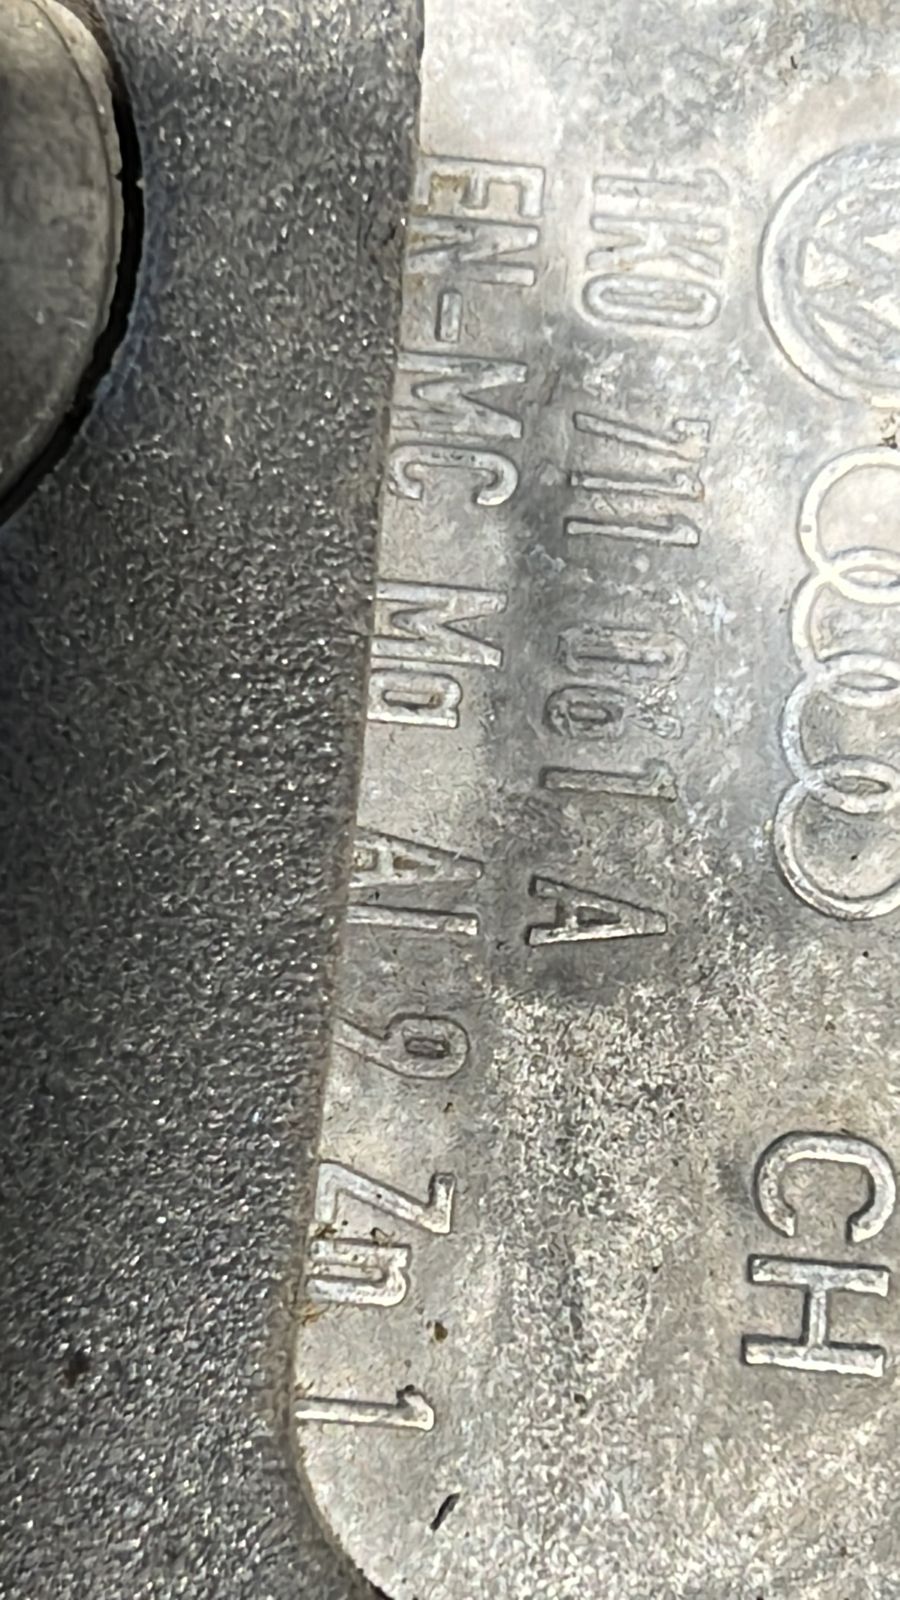 CH
1K0 711 061 A
EN-MC Mg Al 9 Zn 1